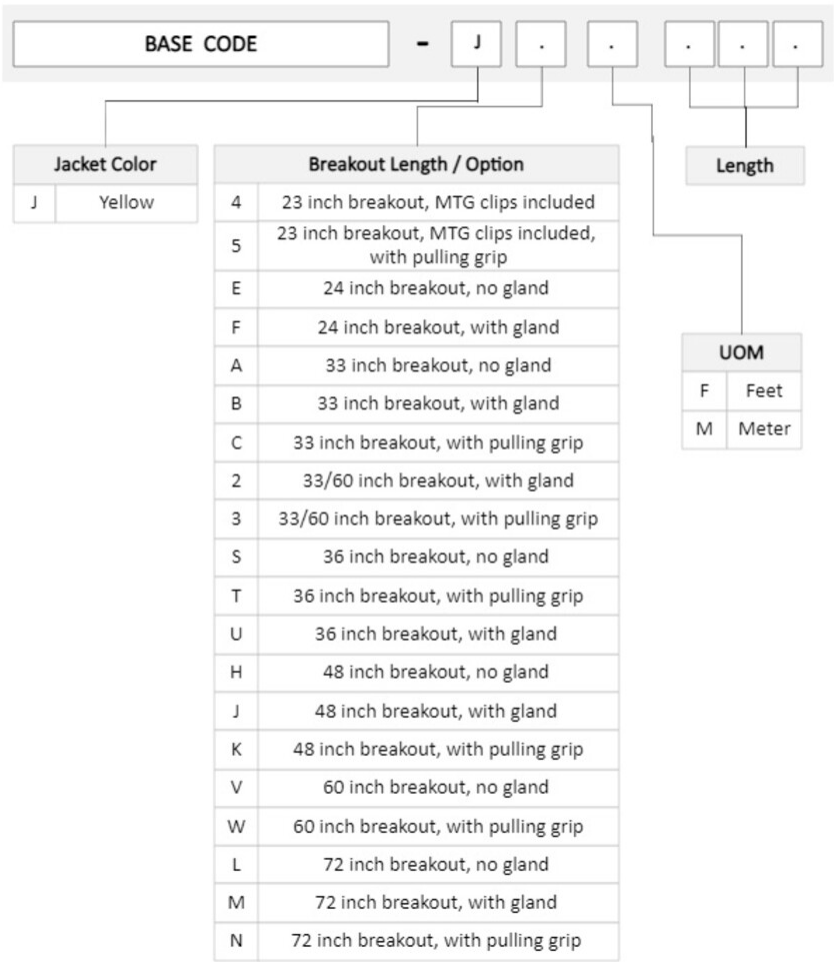 BASE CODE - J . . . . .
Jacket Color
J Yellow
Breakout Length / Option
4 23 inch breakout, MTG clips included
5 23 inch breakout, MTG clips included,
with pulling grip
E 24 inch breakout, no gland
F 24 inch breakout, with gland
A 33 inch breakout, no gland
B 33 inch breakout, with gland
C 33 inch breakout, with pulling grip
2 33/60 inch breakout, with gland
3 33/60 inch breakout, with pulling grip
S 36 inch breakout, no gland
T 36 inch breakout, with pulling grip
U 36 inch breakout, with gland
H 48 inch breakout, no gland
J 48 inch breakout, with gland
K 48 inch breakout, with pulling grip
V 60 inch breakout, no gland
W 60 inch breakout, with pulling grip
L 72 inch breakout, no gland
M 72 inch breakout, with gland
N 72 inch breakout, with pulling grip
Length
UOM
F Feet
M Meter